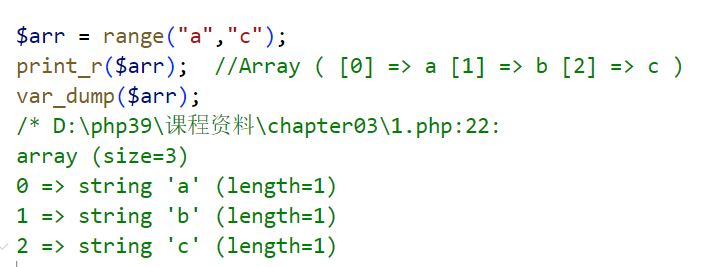 $arr = range("a","c");
print_r($arr);  //Array ( [0] => a [1] => b [2] => c )
var_dump($arr);
/* D:\php39\课程资料\chapter03\1.php:22:
array (size=3)
0 => string 'a' (length=1)
1 => string 'b' (length=1)
2 => string 'c' (length=1)